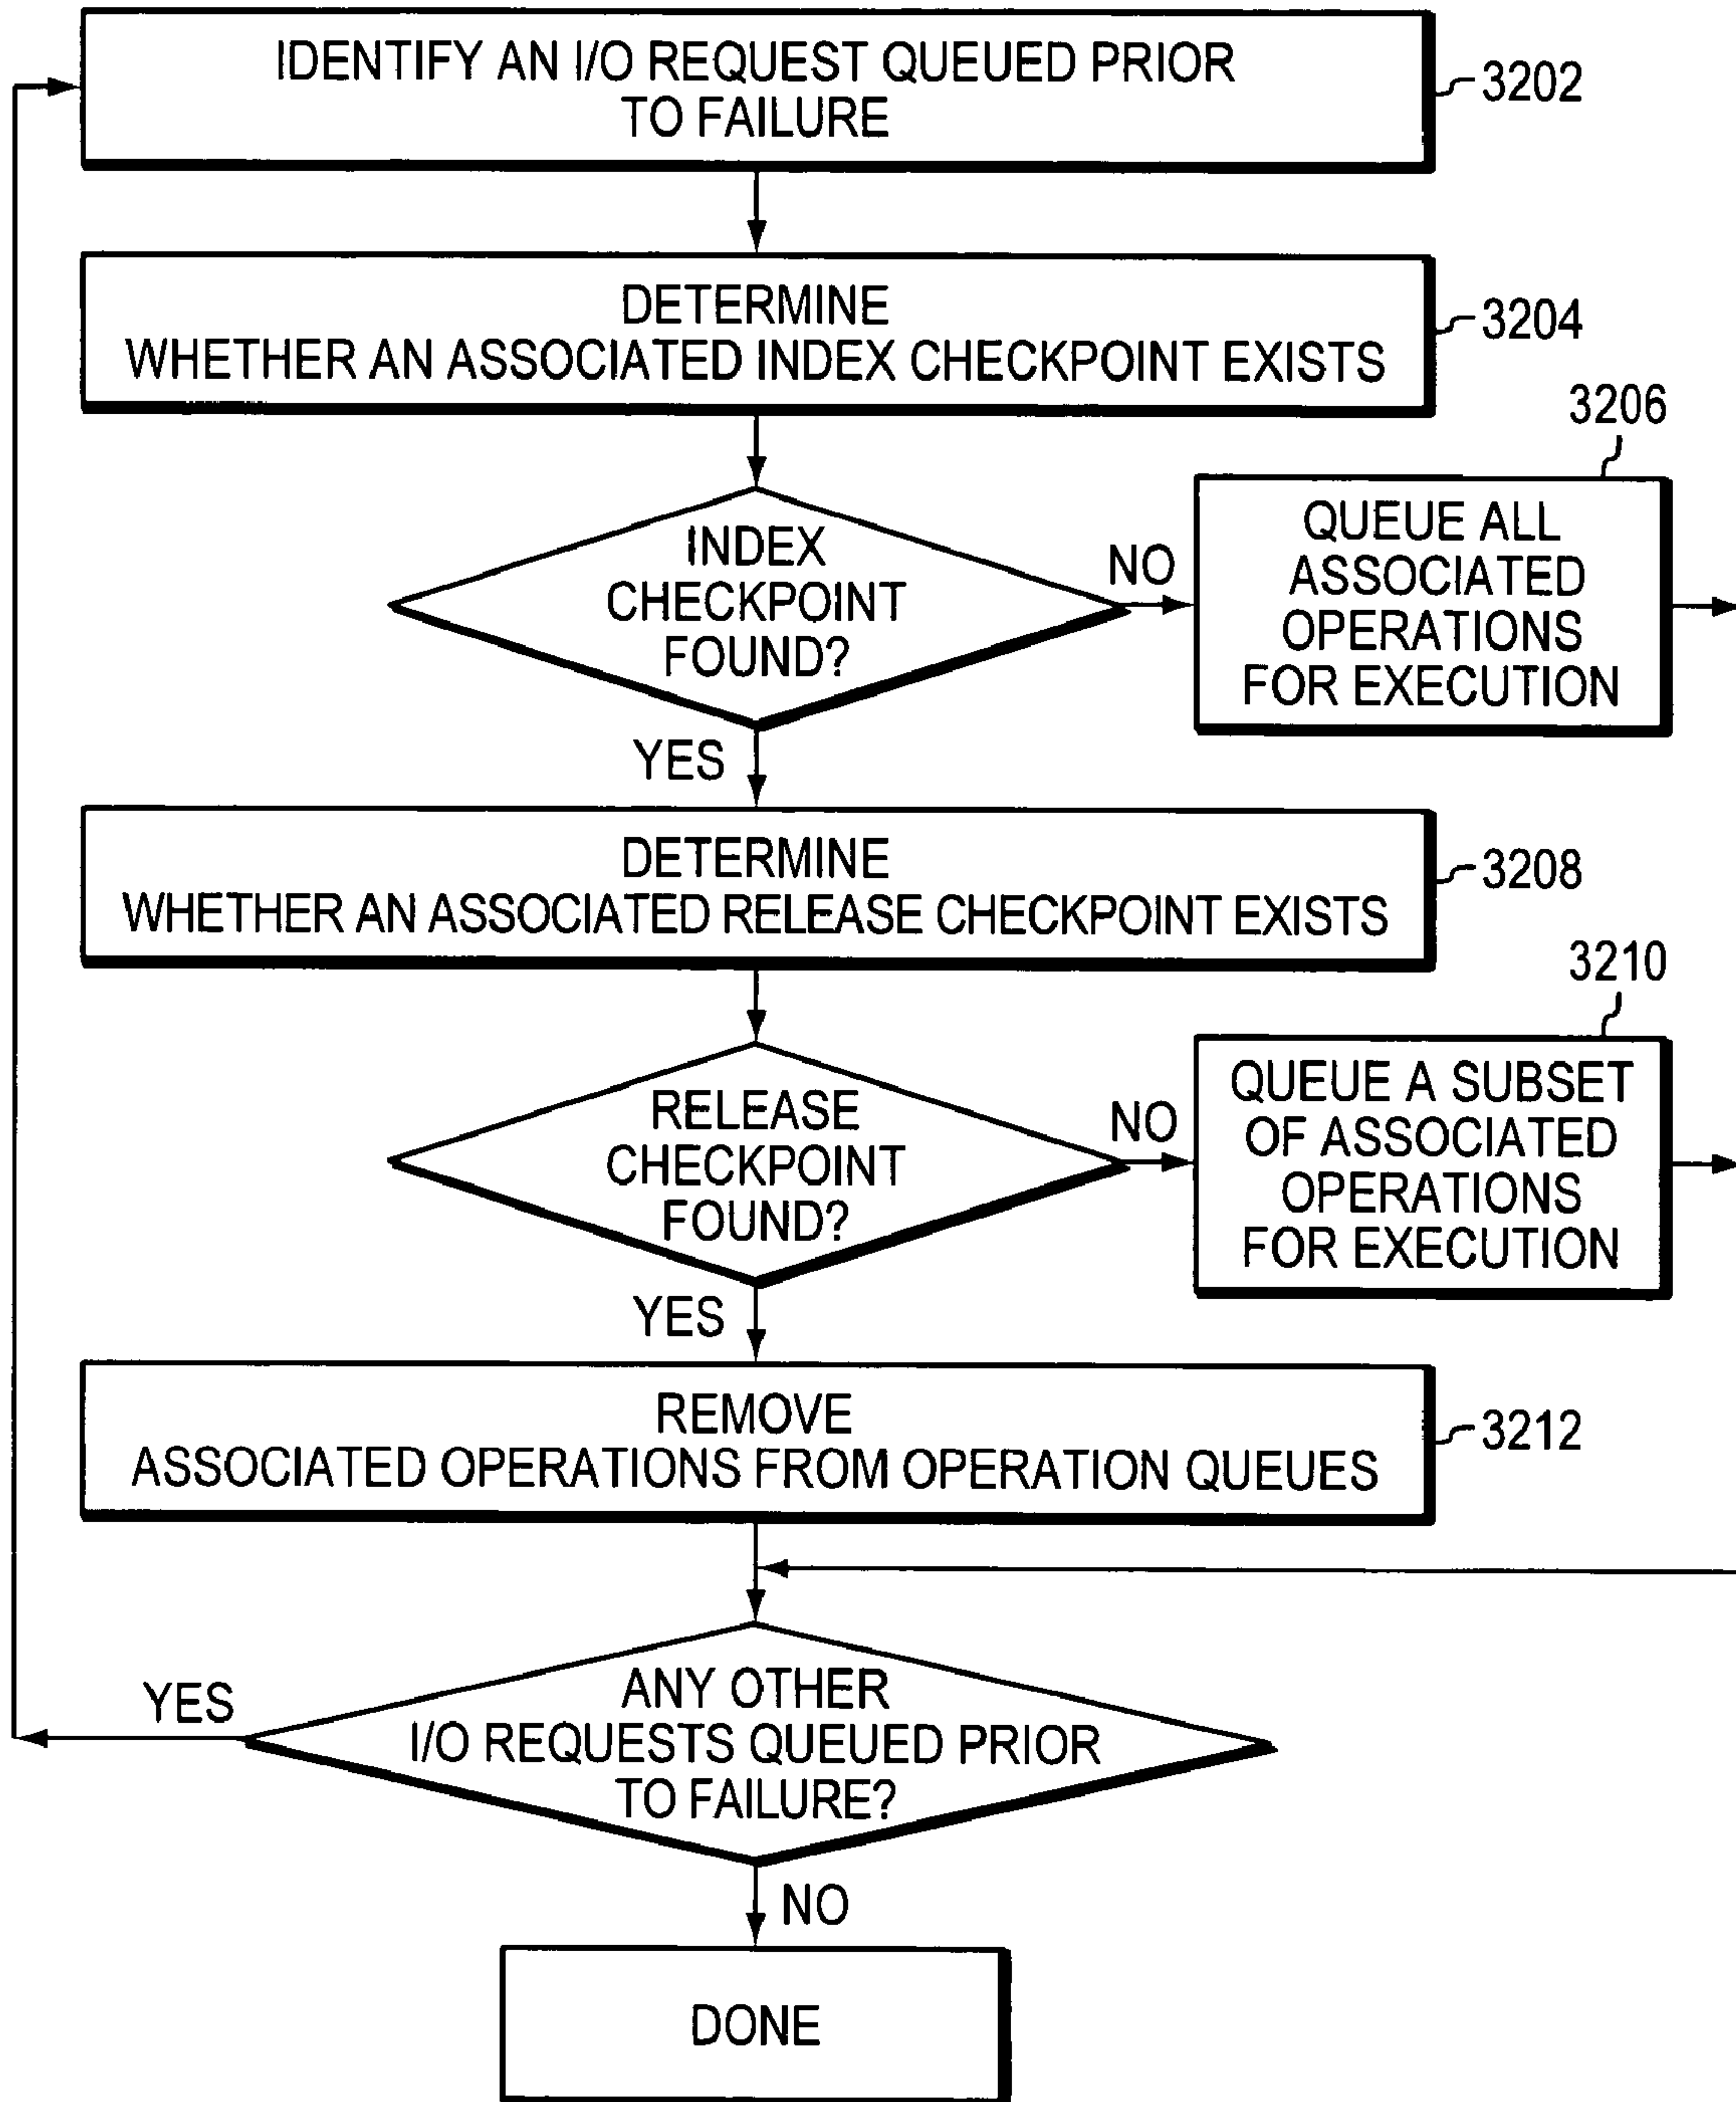 IDENTIFY AN I/O REQUEST QUEUED PRIOR
TO FAILURE
3202
DETERMINE
WHETHER AN ASSOCIATED INDEX CHECKPOINT EXISTS
3204
3206
INDEX
CHECKPOINT
FOUND?
NO
QUEUE ALL
ASSOCIATED
OPERATIONS
FOR EXECUTION
YES
DETERMINE
WHETHER AN ASSOCIATED RELEASE CHECKPOINT EXISTS
3208
3210
RELEASE
CHECKPOINT
FOUND?
NO
QUEUE A SUBSET
OF ASSOCIATED
OPERATIONS
FOR EXECUTION
YES
REMOVE
ASSOCIATED OPERATIONS FROM OPERATION QUEUES
3212
YES
ANY OTHER
I/O REQUESTS QUEUED PRIOR
TO FAILURE?
NO
DONE